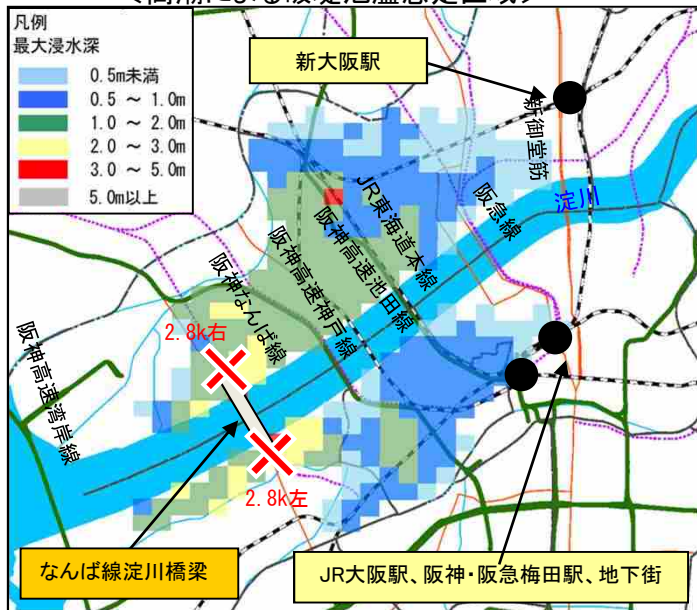 凡例
最大浸水深
0.5m未満
0.5 ～ 1.0m
1.0 ～ 2.0m
2.0 ～ 3.0m
3.0 ～ 5.0m
5.0m以上
新大阪駅
新御堂筋
淀川
阪急線
JR東海道本線
阪神高速池田線
阪神高速神戸線
阪神なんば線
2.8k右
阪神高速湾岸線
2.8k左
なんば線淀川橋梁
JR大阪駅、阪神・阪急梅田駅、地下街